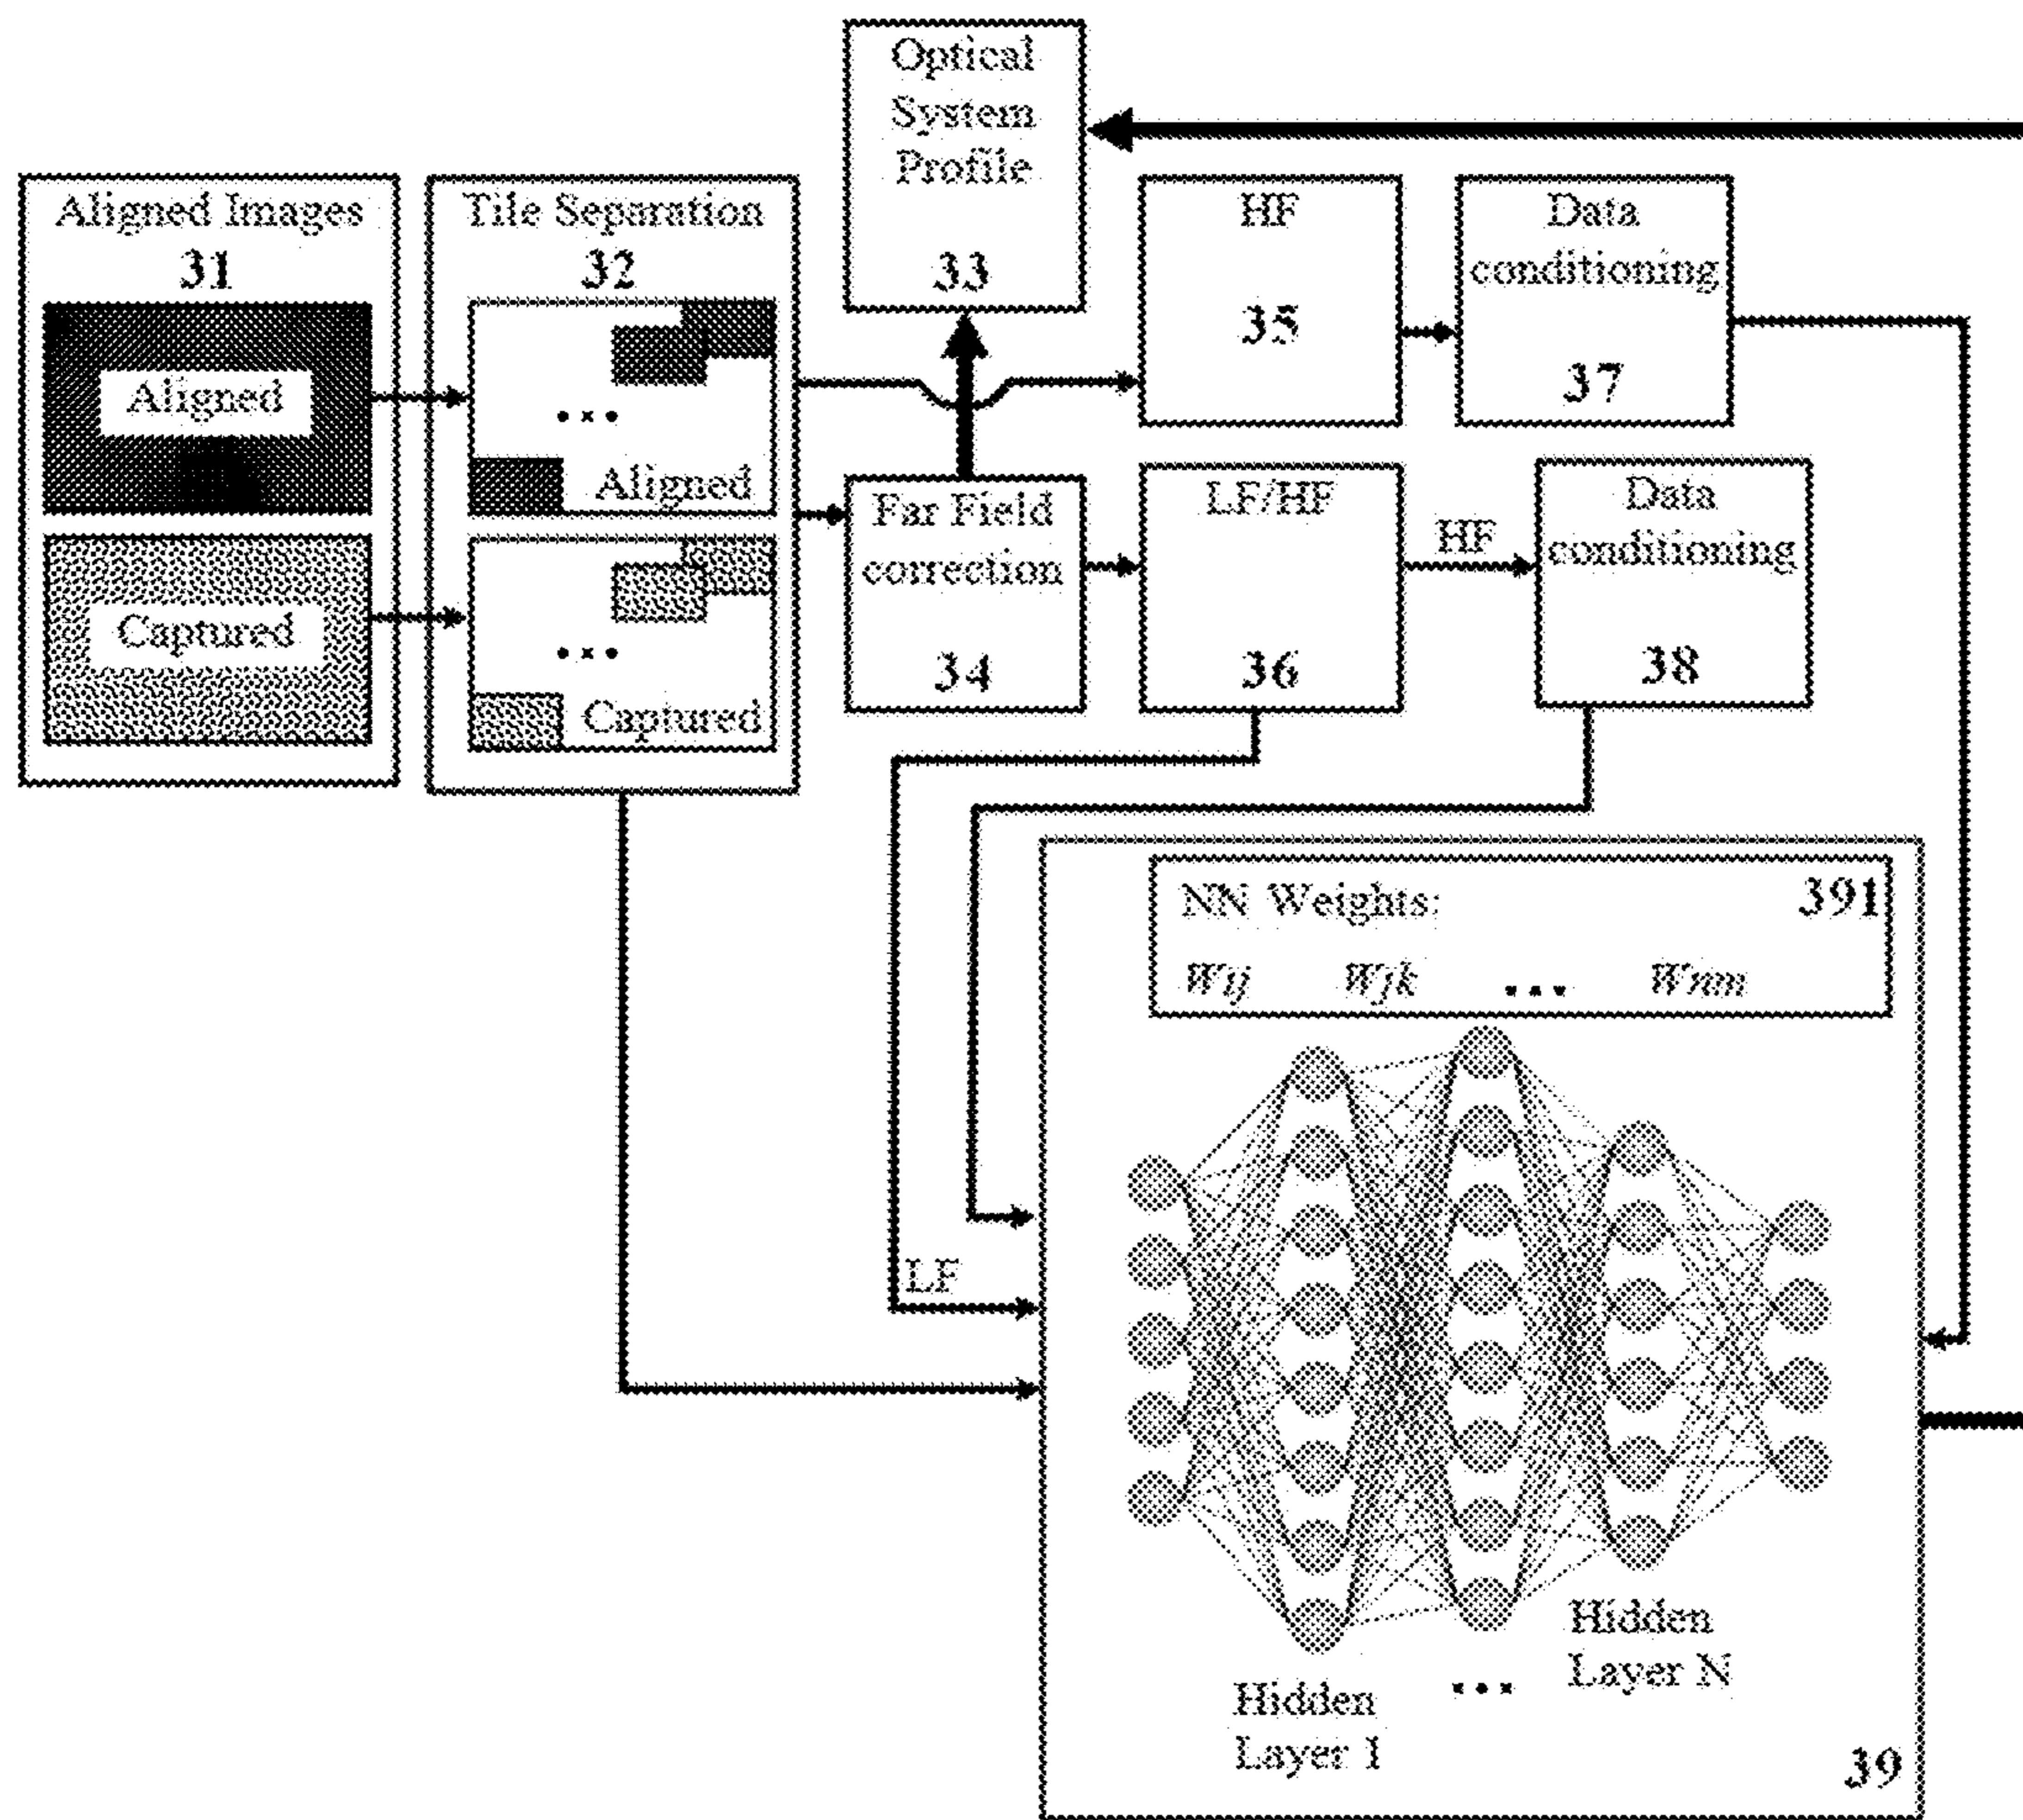 Optical
System
Profile
33
Aligned Images
31
Aligned
Captured
Tile Separation
32
...
Aligned
...
Captured
HF
35
Data
conditioning
37
Far Field
correction
34
LF/HF
36
HF
Data
conditioning
38
LF
NN Weights:
391
Wij Wjk ... Wnm
Hidden
Layer 1
...
Hidden
Layer N
39